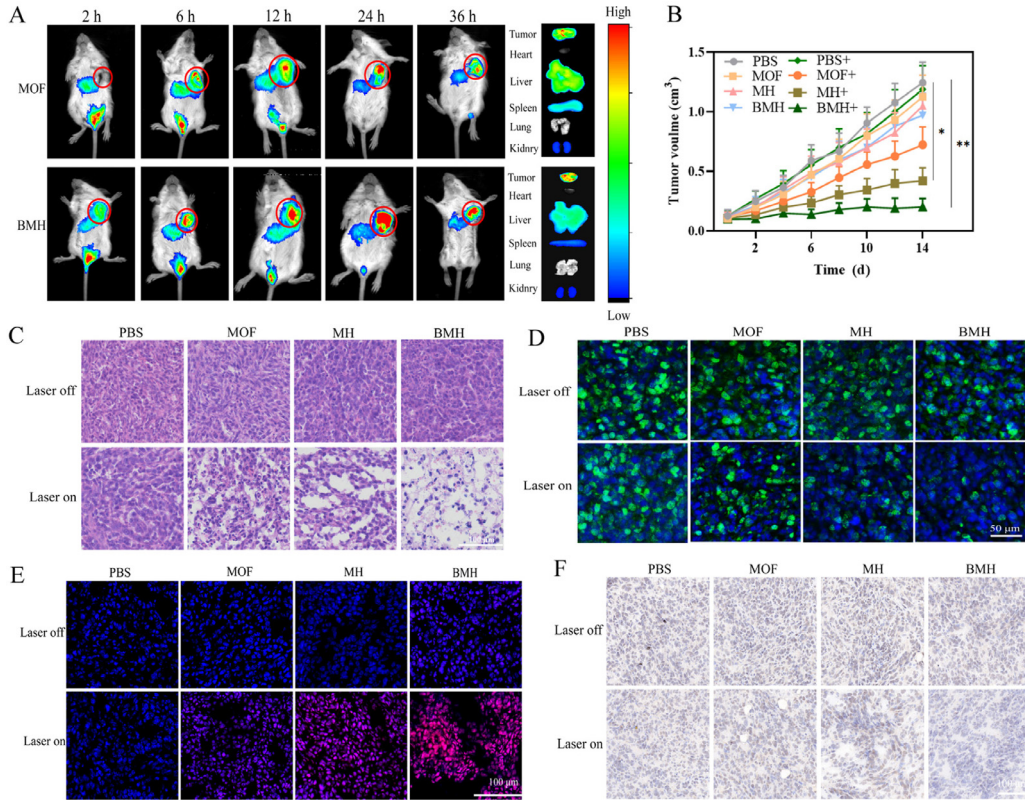 A
2 h 6 h 12 h 24 h 36 h
MOF
BMH
Tumor
Heart
Liver
Spleen
Lung
Kidnry
Tumor
Heart
Liver
Spleen
Lung
Kidnry
High
Low
B
PBS PBS+
MOF MOF+
MH MH+
BMH BMH+
Tumor voulme (cm³)
1.5
1.0
0.5
0.0
2 6 10 14
Time (d)
*
**
C
PBS MOF MH BMH
Laser off
Laser on
D
PBS MOF MH BMH
Laser off
Laser on
50 μm
E
PBS MOF MH BMH
Laser off
Laser on
100 μm
F
PBS MOF MH BMH
Laser off
Laser on